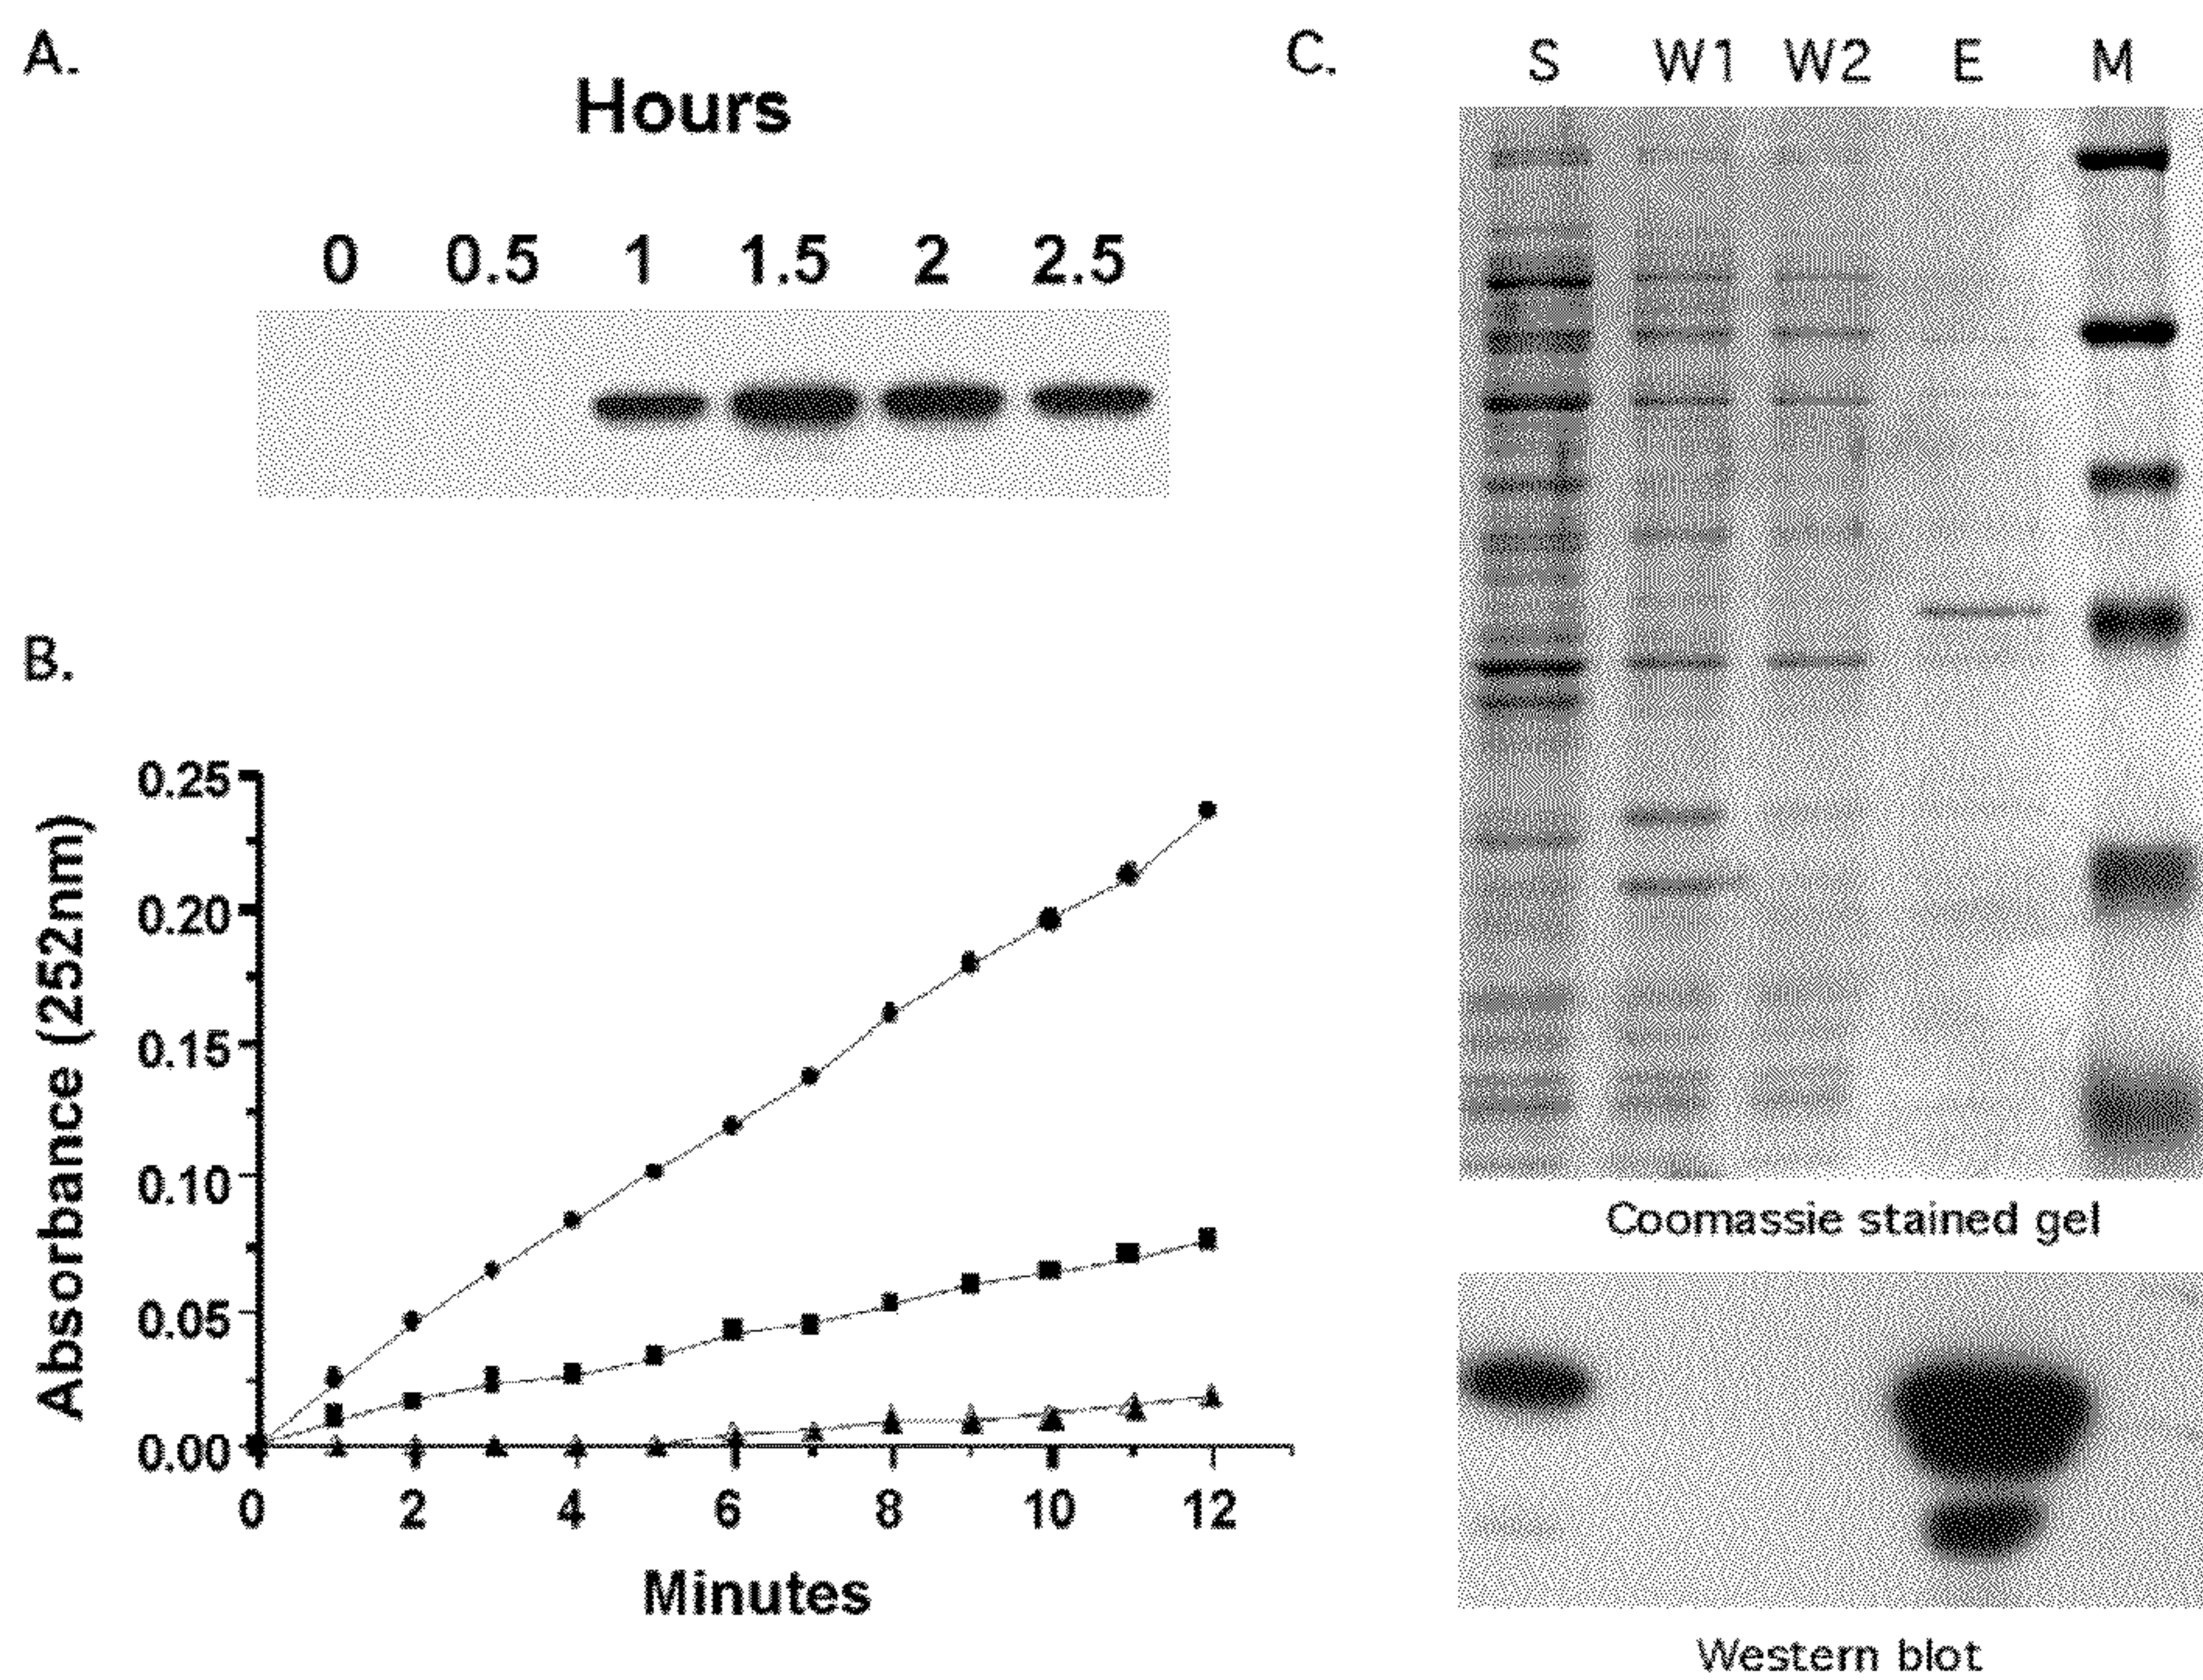 A.
Hours
0 0.5 1 1.5 2 2.5
B.
Absorbance (252nm)
0.25
0.20
0.15
0.10
0.05
0.00
0 2 4 6 8 10 12
Minutes
C.
S W1 W2 E M
Coomassie stained gel
Western blot